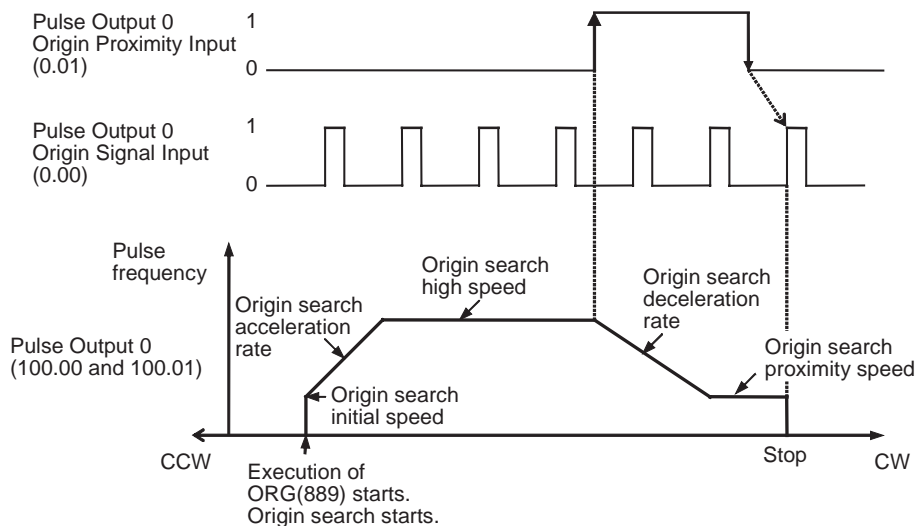 Pulse Output 0
Origin Proximity Input
(0.01)
1
0
Pulse Output 0
Origin Signal Input
(0.00)
1
0
Pulse
frequency
Origin search
high speed
Origin search
acceleration
rate
Origin search
deceleration
rate
Pulse Output 0
(100.00 and 100.01)
Origin search
proximity speed
Origin search
initial speed
CCW
Stop
CW
Execution of
ORG(889) starts.
Origin search starts.